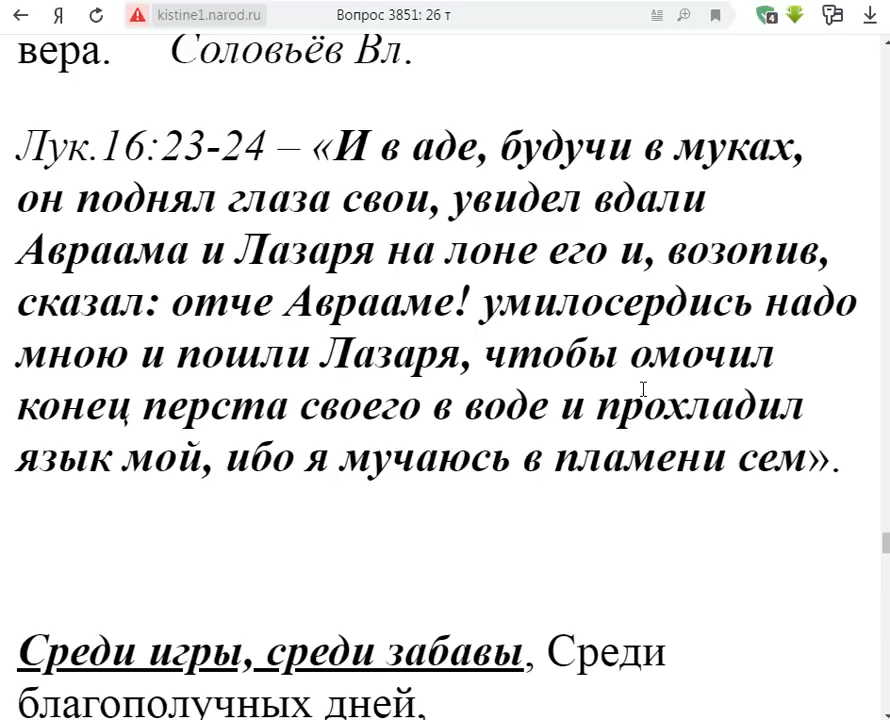 Я kistine1.narod.ru Вопрос 3851: 26 т 4
вера. Соловьёв Вл.
Лук.16:23-24 – «И в аде, будучи в муках,
он поднял глаза свои, увидел вдали
Авраама и Лазаря на лоне его и, возопив,
сказал: отче Аврааме! умилосердись надо
мною и пошли Лазаря, чтобы омочил
конец перста своего в воде и прохладил
язык мой, ибо я мучаюсь в пламени сем».
Среди игры, среди забавы, Среди
благополучных дней,